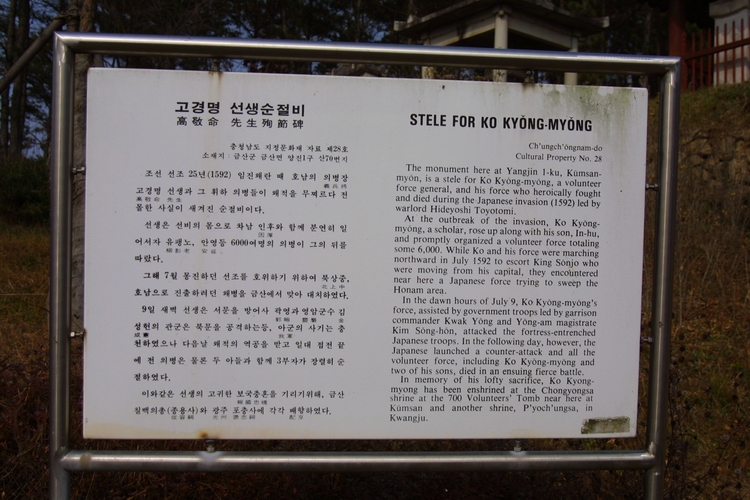 고경명 선생순절비
高敬命 先生殉節碑
충청남도 지정문화재 자료 제28호
소재지 : 금산군 금산면 양진1구 산70번지
조선 선조 25년(1592) 임진왜란 때 호남의 의병장
義兵將
고경명 선생과 그 휘하 의병들이 왜적을 무찌르다 전
高敬命 先生
몰한 사실이 새겨진 순절비이다.
선생은 선비의 몸으로 차남 인후와 함께 분연히 일
因厚
어서자 유팽노, 안영등 6000여명의 의병이 그의 뒤를
따랐다.
그해 7월 몽진하던 선조를 호위하기 위하여 북상중,
北上中
호남으로 진출하려던 왜병을 금산에서 맞아 대치하였다.
9일 새벽 선생은 서문을 방어사 곽영과 영암군수 김
성헌의 관군은 북문을 공격하는등, 아군의 사기는 충
천하였으나 다음날 왜적의 역공을 받고 일대 접전 끝
에 전 의병은 물론 두 아들과 함께 3부자가 장렬히 순
절하였다.
이와같은 선생의 고귀한 보국충혼을 기리기위해, 금산
報國忠魂
칠백의총(종용사)와 광주 포충사에 각각 배향하였다.
STELE FOR KO KYŎNG-MYŎNG
Ch'ungch'ŏngnam-do
Cultural Property No. 28
The monument here at Yangjin 1-ku, Kŭmsan-
myŏn, is a stele for Ko Kyŏng-myŏng, a volunteer
force general, and his force who heroically fought
and died during the Japanese invasion (1592) led by
warlord Hideyoshi Toyotomi.
At the outbreak of the invasion, Ko Kyŏng-
myŏng, a scholar, rose up along with his son, In-hu,
and promptly organized a volunteer force totaling
some 6,000. While Ko and his force were marching
northward in July 1592 to escort King Sŏnjo who
were moving from his capital, they encountered
near here a Japanese force trying to sweep the
Honam area.
In the dawn hours of July 9, Ko Kyŏng-myŏng's
force, assisted by government troops led by garrison
commander Kwak Yŏng and Yŏng-am magistrate
Kim Sŏng-hŏn, attacked the fortress-entrenched
Japanese troops. In the following day, however, the
Japanese launched a counter-attack and all the
volunteer force, including Ko Kyŏng-myŏng and
two of his sons, died in an ensuing fierce battle.
In memory of his lofty sacrifice, Ko Kyong-
myong has been enshrined at the Chongyongsa
shrine at the 700 Volunteers' Tomb near here at
Kŭmsan and another shrine, P'yoch'ungsa, in
Kwangju.